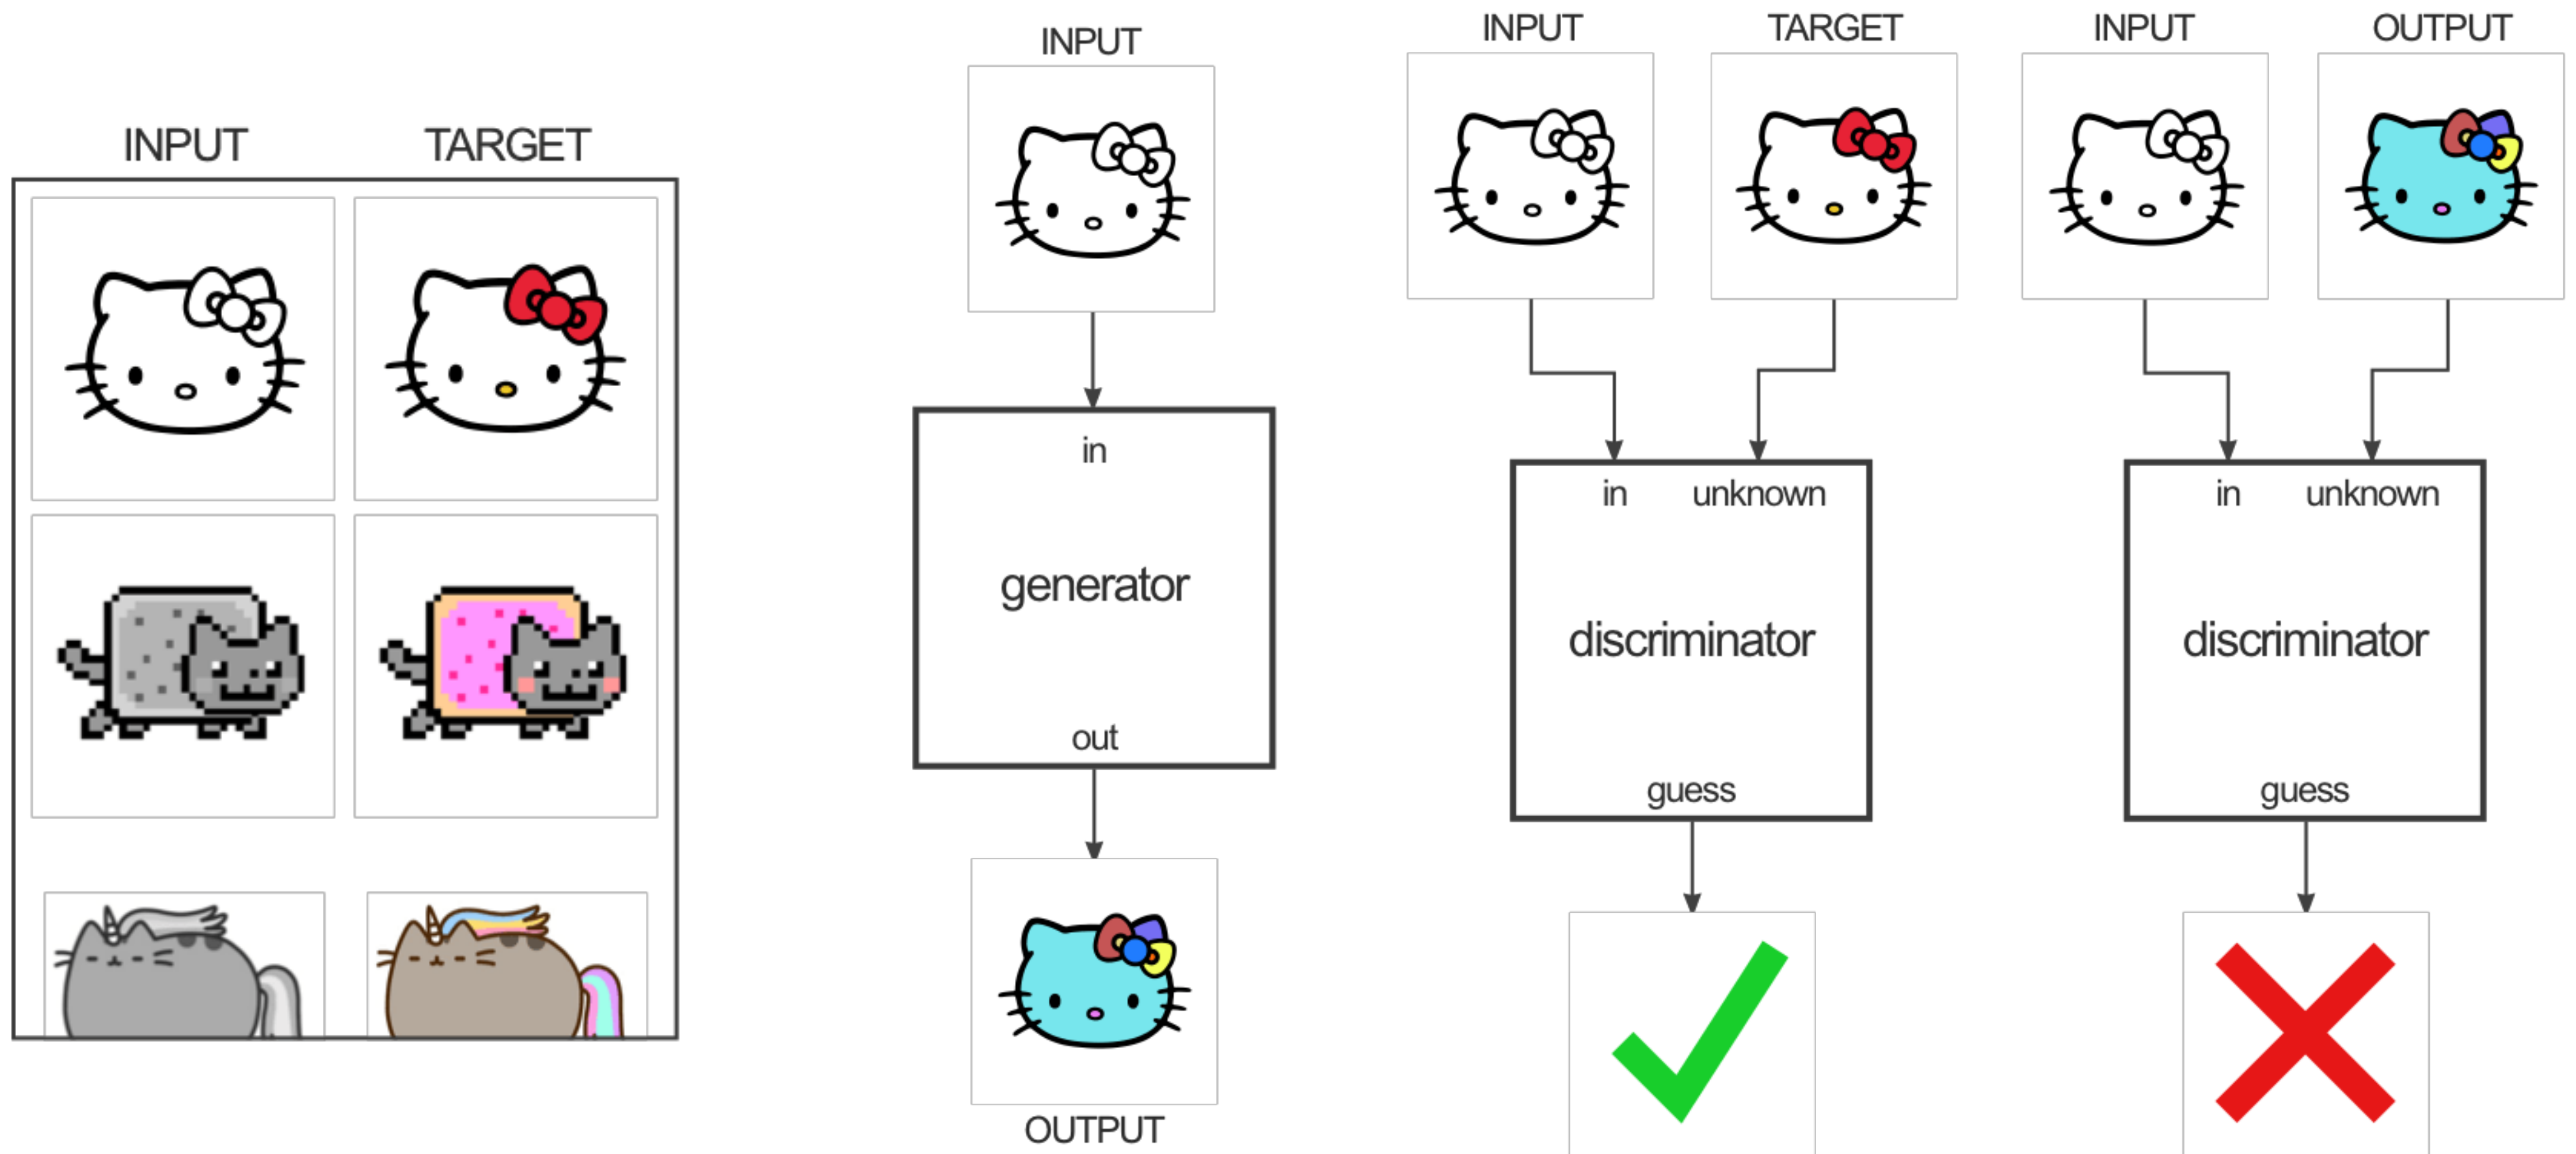 INPUT TARGET
INPUT
in
generator
out
OUTPUT
INPUT TARGET
in unknown
discriminator
guess
INPUT OUTPUT
in unknown
discriminator
guess